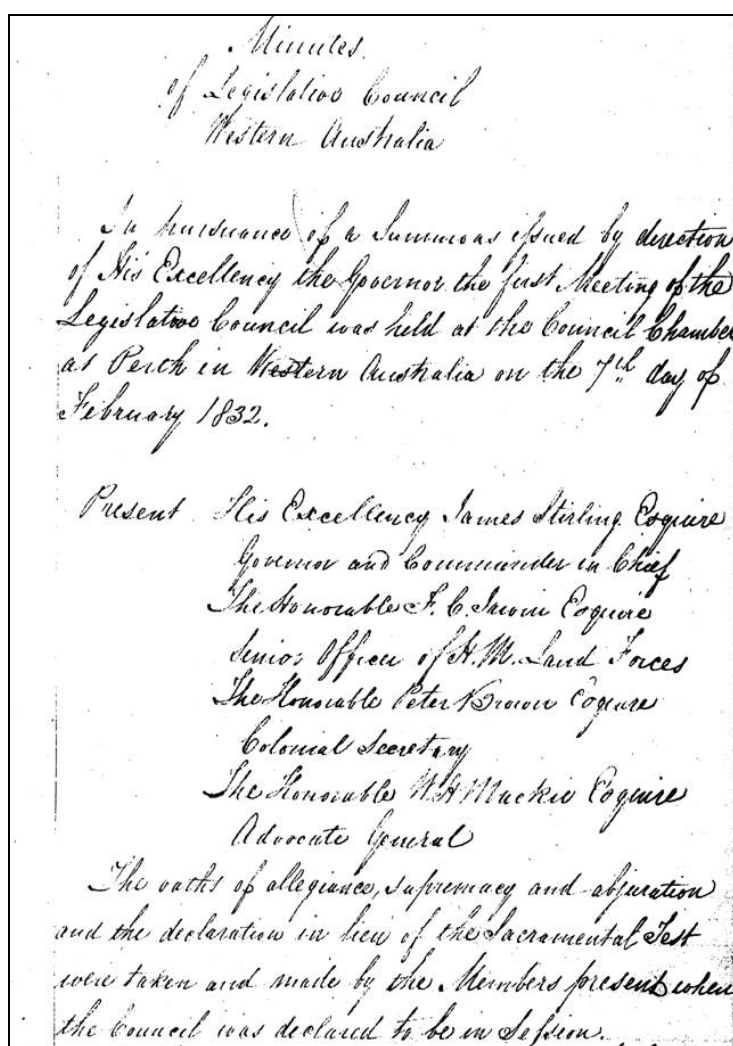 Minutes
of Legislative Council
Western Australia
In pursuance of a Summons issued by direction
of His Excellency the Governor the first Meeting of the
Legislative Council was held at the Council Chamber
at Perth in Western Australia on the 7th day of
February 1832.
Present His Excellency James Stirling Esquire
Governor and Commander in Chief
The Honorable F. C. Irwin Esquire
Senior Officer of H.M. Land Forces
The Honorable Peter Brown Esquire
Colonial Secretary
The Honorable W H Mackie Esquire
Advocate General
The oaths of allegiance, supremacy and abjuration
and the declaration in lieu of the Sacramental Test
were taken and made by the Members present when
the Council was declared to be in Session.